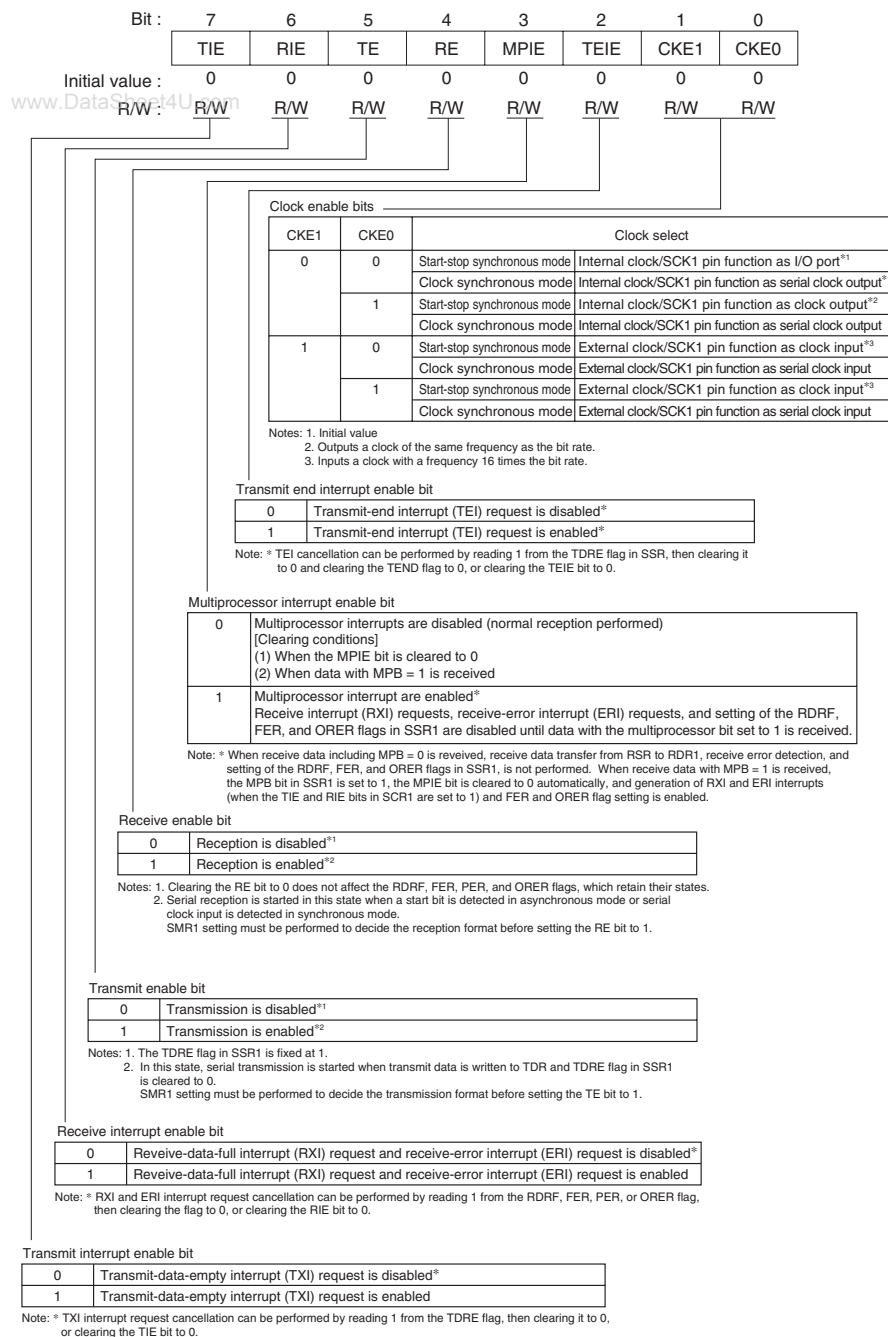 Bit : 7 6 5 4 3 2 1 0
TIE RIE TE RE MPIE TEIE CKE1 CKE0
Initial value : 0 0 0 0 0 0 0 0
www.DataSheet4U.com
R/W : R/W R/W R/W R/W R/W R/W R/W R/W
Clock enable bits
CKE1 CKE0 Clock select
0 0 Start-stop synchronous mode Internal clock/SCK1 pin function as I/O port*1
Clock synchronous mode Internal clock/SCK1 pin function as serial clock output*
1 Start-stop synchronous mode Internal clock/SCK1 pin function as clock output*2
Clock synchronous mode Internal clock/SCK1 pin function as serial clock output
1 0 Start-stop synchronous mode External clock/SCK1 pin function as clock input*3
Clock synchronous mode External clock/SCK1 pin function as serial clock input
1 Start-stop synchronous mode External clock/SCK1 pin function as clock input*3
Clock synchronous mode External clock/SCK1 pin function as serial clock input
Notes: 1. Initial value
2. Outputs a clock of the same frequency as the bit rate.
3. Inputs a clock with a frequency 16 times the bit rate.
Transmit end interrupt enable bit
0 Transmit-end interrupt (TEI) request is disabled*
1 Transmit-end interrupt (TEI) request is enabled*
Note: * TEI cancellation can be performed by reading 1 from the TDRE flag in SSR, then clearing it
to 0 and clearing the TEND flag to 0, or clearing the TEIE bit to 0.
Multiprocessor interrupt enable bit
0 Multiprocessor interrupts are disabled (normal reception performed)
[Clearing conditions]
(1) When the MPIE bit is cleared to 0
(2) When data with MPB = 1 is received
1 Multiprocessor interrupt are enabled*
Receive interrupt (RXI) requests, receive-error interrupt (ERI) requests, and setting of the RDRF,
FER, and ORER flags in SSR1 are disabled until data with the multiprocessor bit set to 1 is received.
Note: * When receive data including MPB = 0 is reveived, receive data transfer from RSR to RDR1, receive error detection, and
setting of the RDRF, FER, and ORER flags in SSR1, is not performed. When receive data with MPB = 1 is received,
the MPB bit in SSR1 is set to 1, the MPIE bit is cleared to 0 automatically, and generation of RXI and ERI interrupts
(when the TIE and RIE bits in SCR1 are set to 1) and FER and ORER flag setting is enabled.
Receive enable bit
0 Reception is disabled*1
1 Reception is enabled*2
Notes: 1. Clearing the RE bit to 0 does not affect the RDRF, FER, PER, and ORER flags, which retain their states.
2. Serial reception is started in this state when a start bit is detected in asynchronous mode or serial
clock input is detected in synchronous mode.
SMR1 setting must be performed to decide the reception format before setting the RE bit to 1.
Transmit enable bit
0 Transmission is disabled*1
1 Transmission is enabled*2
Notes: 1. The TDRE flag in SSR1 is fixed at 1.
2. In this state, serial transmission is started when transmit data is written to TDR and TDRE flag in SSR1
is cleared to 0.
SMR1 setting must be performed to decide the transmission format before setting the TE bit to 1.
Receive interrupt enable bit
0 Reveive-data-full interrupt (RXI) request and receive-error interrupt (ERI) request is disabled*
1 Reveive-data-full interrupt (RXI) request and receive-error interrupt (ERI) request is enabled
Note: * RXI and ERI interrupt request cancellation can be performed by reading 1 from the RDRF, FER, PER, or ORER flag,
then clearing the flag to 0, or clearing the RIE bit to 0.
Transmit interrupt enable bit
0 Transmit-data-empty interrupt (TXI) request is disabled*
1 Transmit-data-empty interrupt (TXI) request is enabled
Note: * TXI interrupt request cancellation can be performed by reading 1 from the TDRE flag, then clearing it to 0,
or clearing the TIE bit to 0.